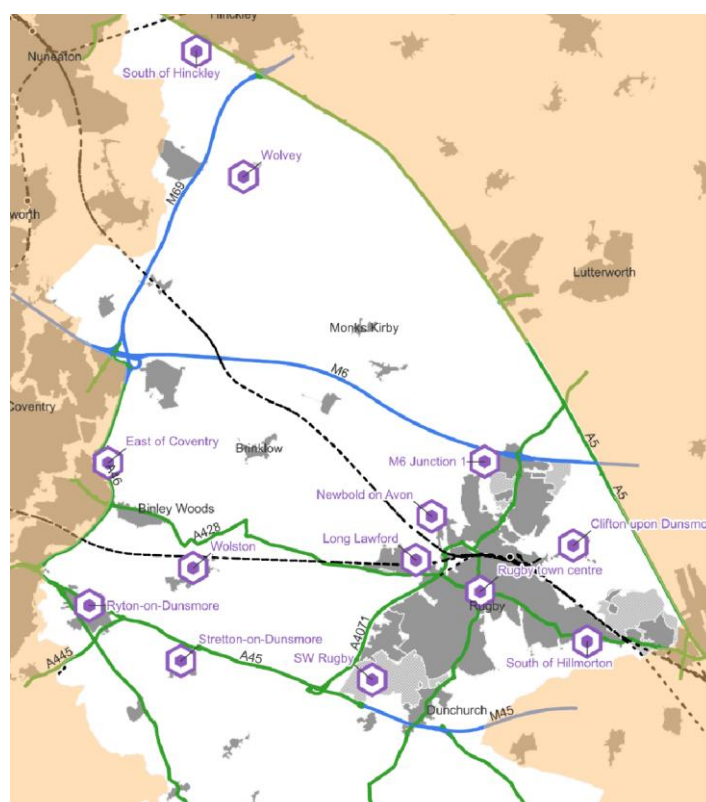 Hinckley
Nuneaton
South of Hinckley
Wolvey
M69
worth
Lutterworth
Monks Kirby
M6
Coventry
A5
East of Coventry
Brinklow
M6 Junction 1
A5
A46
Newbold on Avon
Binley Woods
A428
Clifton upon Dunsmo
Long Lawford
Wolston
Rugby town centre
Ryton-on-Dunsmore
Rugby
A4071
Stretton-on-Dunsmore
A45
South of Hillmorton
A445
SW Rugby
Dunchurch
M45